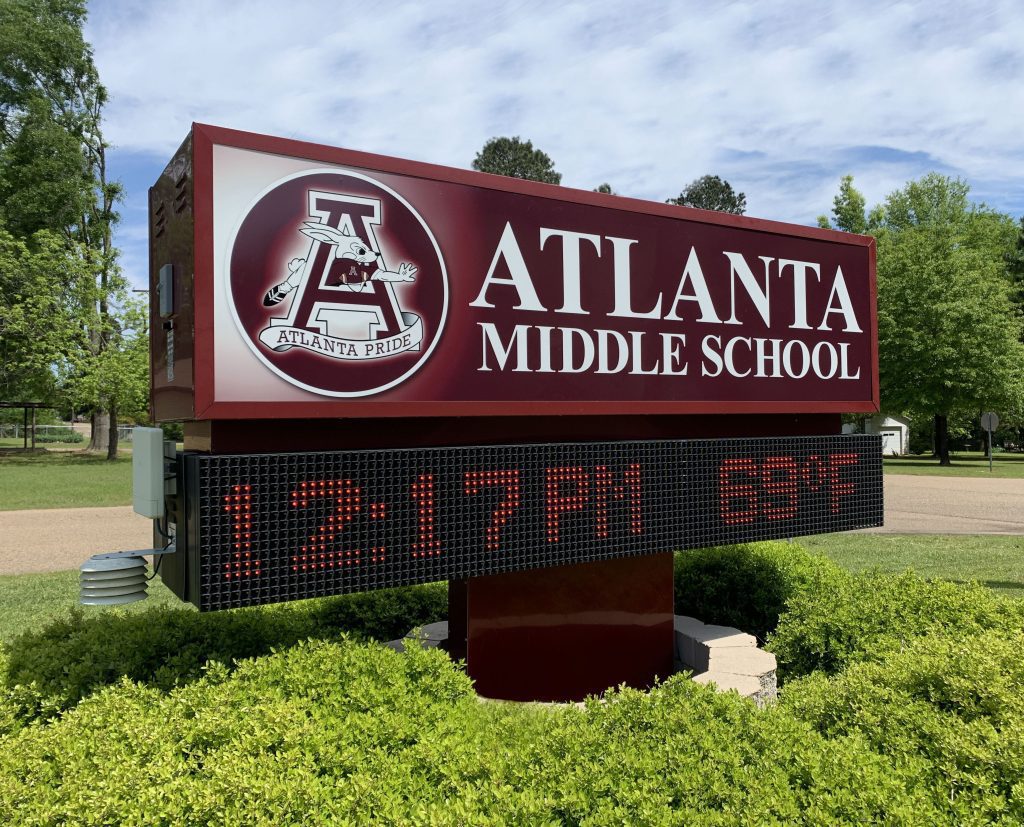 ATLANTA
MIDDLE SCHOOL
A
A
ATLANTA PRIDE
12:17 PM 69°F